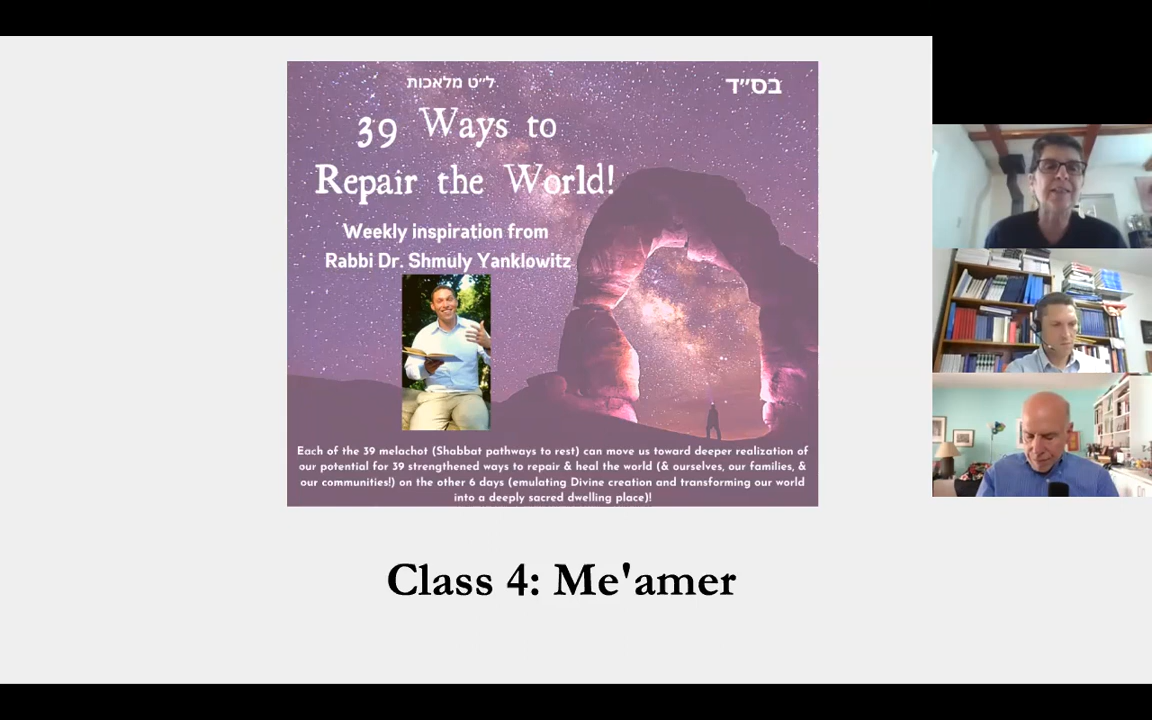 ל״ט מלאכות
בס״ד
39 Ways to
Repair the World!
Weekly inspiration from
Rabbi Dr. Shmuly Yanklowitz
Each of the 39 melachot (Shabbat pathways to rest) can move us toward deeper realization of
our potential for 39 strengthened ways to repair & heal the world (& ourselves, our families, &
our communities!) on the other 6 days (emulating Divine creation and transforming our world
into a deeply sacred dwelling place)!
Class 4: Me'amer